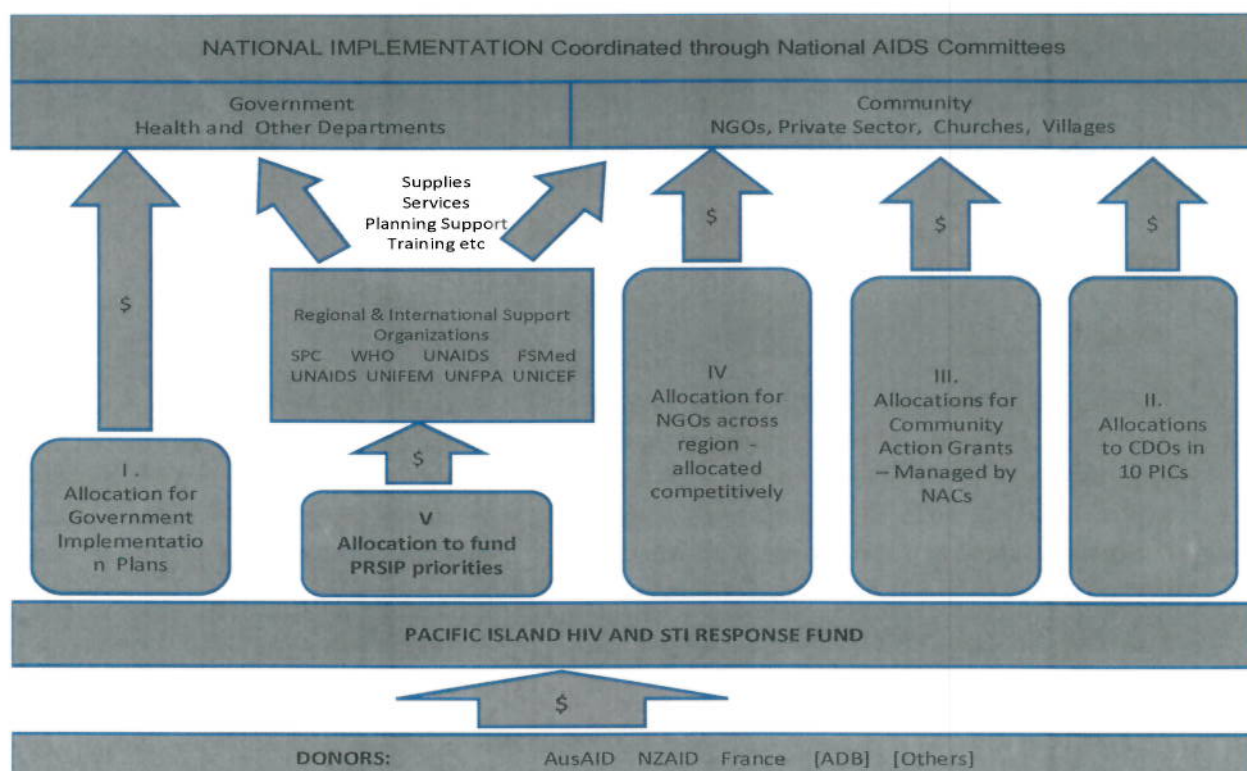 NATIONAL IMPLEMENTATION Coordinated through National AIDS Committees
Government
Health and Other Departments
Community
NGOs, Private Sector, Churches, Villages
Supplies
Services
Planning Support
Training etc
$
$
$
$
Regional & International Support
Organizations
SPC WHO UNAIDS FSMed
UNAIDS UNIFEM UNFPA UNICEF
$
I.
Allocation for
Government
Implementatio
n Plans
V
Allocation to fund
PRSIP priorities
IV
Allocation for
NGOs across
region -
allocated
competitively
III.
Allocations for
Community
Action Grants
– Managed by
NACs
II.
Allocations
to CDOs in
10 PICs
PACIFIC ISLAND HIV AND STI RESPONSE FUND
$
DONORS: AusAID NZAID France [ADB] [Others]